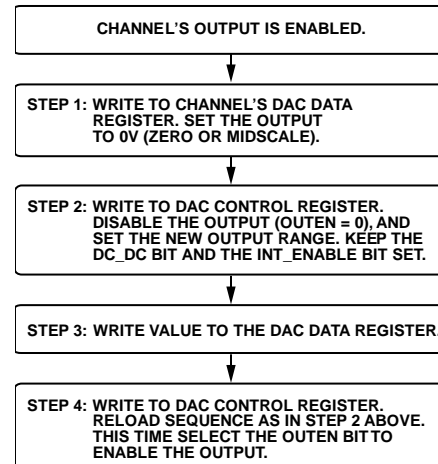 CHANNEL'S OUTPUT IS ENABLED.
STEP 1: WRITE TO CHANNEL'S DAC DATA
REGISTER. SET THE OUTPUT
TO 0V (ZERO OR MIDSCALE).
STEP 2: WRITE TO DAC CONTROL REGISTER.
DISABLE THE OUTPUT (OUTEN = 0), AND
SET THE NEW OUTPUT RANGE. KEEP THE
DC_DC BIT AND THE INT_ENABLE BIT SET.
STEP 3: WRITE VALUE TO THE DAC DATA REGISTER.
STEP 4: WRITE TO DAC CONTROL REGISTER.
RELOAD SEQUENCE AS IN STEP 2 ABOVE.
THIS TIME SELECT THE OUTEN BIT TO
ENABLE THE OUTPUT.